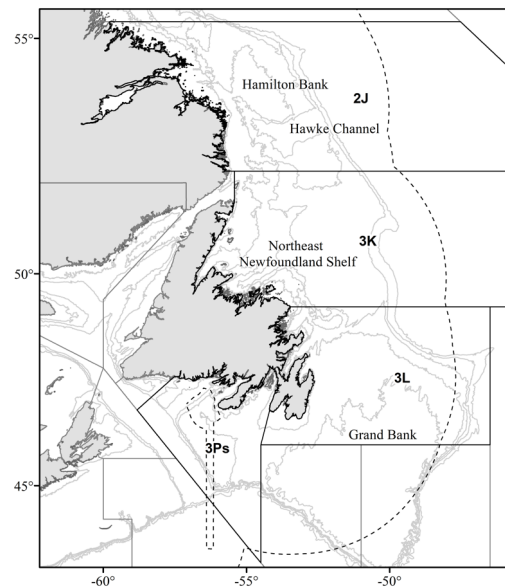 55°
Hamilton Bank
2J
Hawke Channel
3K
Northeast
Newfoundland Shelf
50°
3L
Grand Bank
3Ps
45°
-60°
-55°
-50°